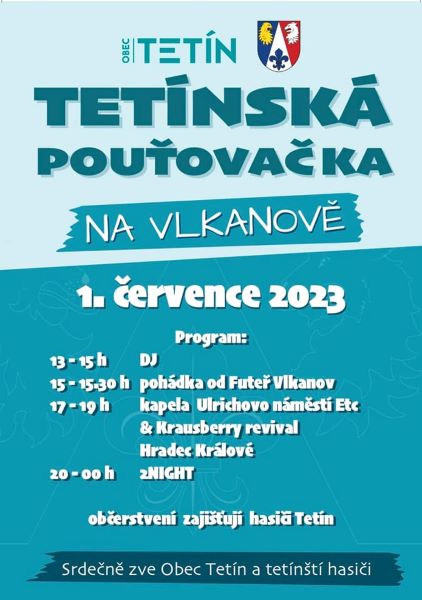 OBEC TETÍN
TETÍNSKÁ
POUŤOVAČKA
NA VLKANOVĚ
1. července 2023
Program:
13 - 15 h DJ
15 - 15.30 h pohádka od Futeř Vlkanov
17 - 19 h kapela Ulrichovo náměstí Etc
& Krausberry revival
Hradec Králové
20 - 00 h 2NIGHT
občerstvení zajišťují hasiči Tetín
Srdečně zve Obec Tetín a tetínští hasiči